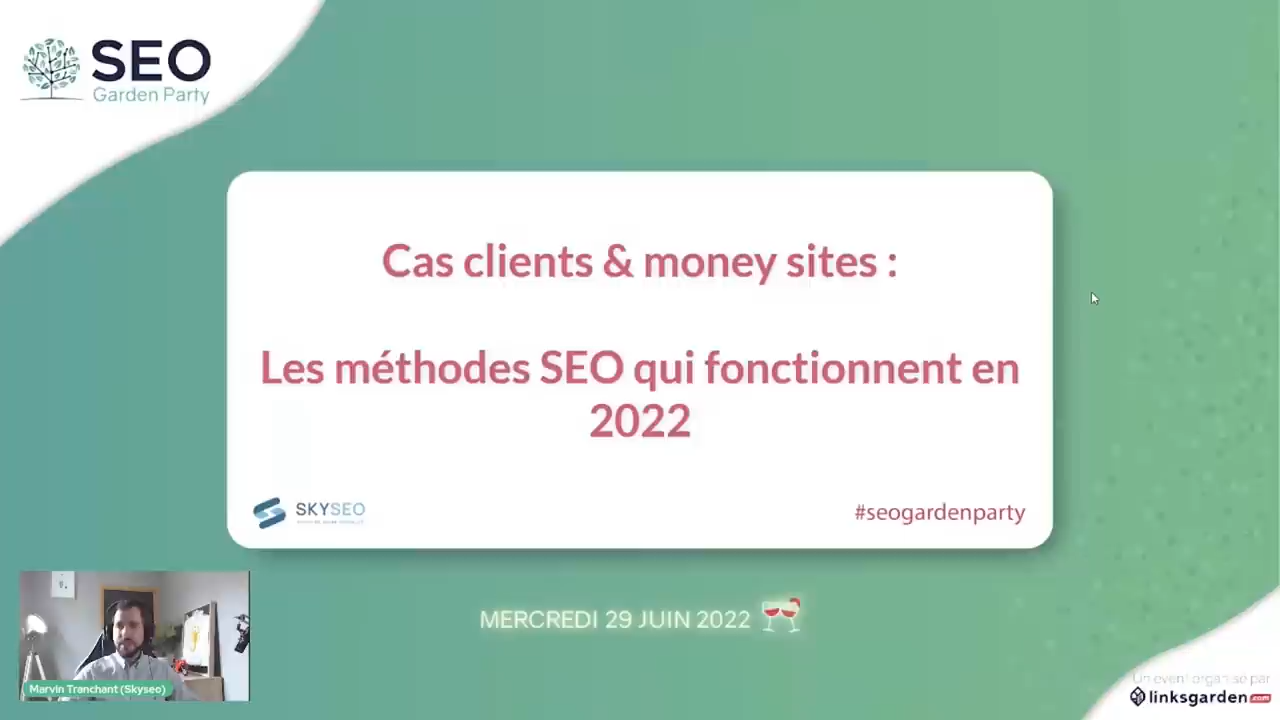 SEO
Garden Party
Cas clients & money sites :
Les méthodes SEO qui fonctionnent en
2022
SKYSEO
#seogardenparty
MERCREDI 29 JUIN 2022
Marvin Tranchant (Skyseo)
Un event organisé par
linksgarden.com